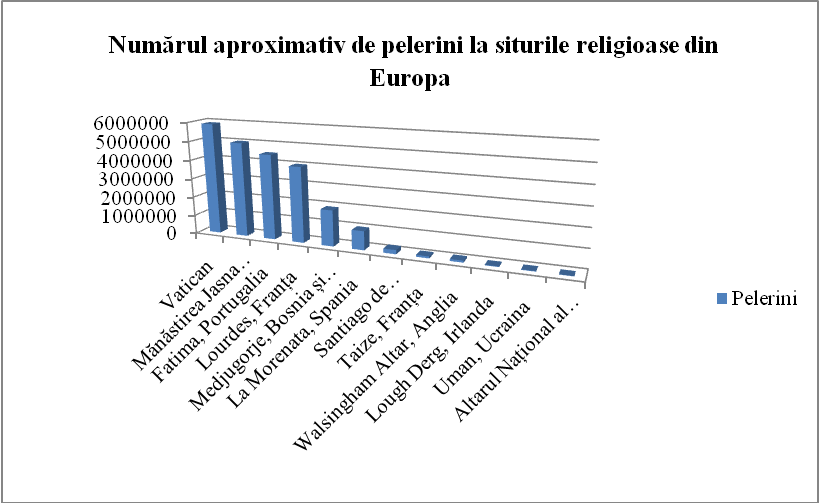 Numărul aproximativ de pelerini la siturile religioase din
Europa
6000000
5000000
4000000
3000000
2000000
1000000
0
Vatican
Mănăstirea Jasna…
Fatima, Portugalia
Lourdes, Franța
Medjugorje, Bosnia și…
La Morenata, Spania
Santiago de…
Taize, Franța
Walsingham Altar, Anglia
Lough Derg, Irlanda
Uman, Ucraina
Altarul Național al…
Pelerini